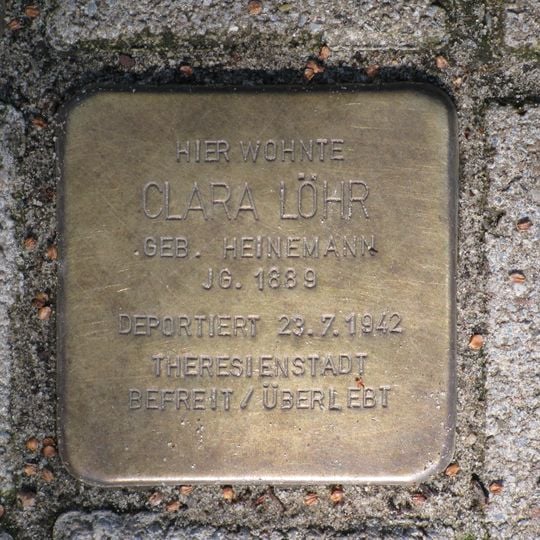 HIER WOHNTE
CLARA LÖHR
GEB. HEINEMANN
JG. 1889
DEPORTIERT 23.7.1942
THERESIENSTADT
BEFREIT/ÜBERLEBT